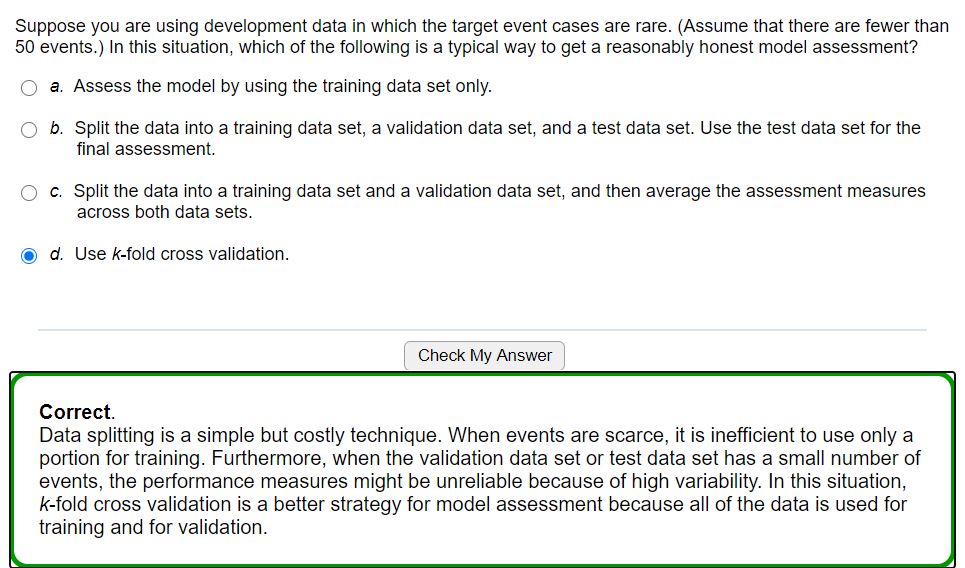 Suppose you are using development data in which the target event cases are rare. (Assume that there are fewer than
50 events.) In this situation, which of the following is a typical way to get a reasonably honest model assessment?
a. Assess the model by using the training data set only.
b. Split the data into a training data set, a validation data set, and a test data set. Use the test data set for the
final assessment.
c. Split the data into a training data set and a validation data set, and then average the assessment measures
across both data sets.
d. Use k-fold cross validation.
Check My Answer
Correct.
Data splitting is a simple but costly technique. When events are scarce, it is inefficient to use only a
portion for training. Furthermore, when the validation data set or test data set has a small number of
events, the performance measures might be unreliable because of high variability. In this situation,
k-fold cross validation is a better strategy for model assessment because all of the data is used for
training and for validation.